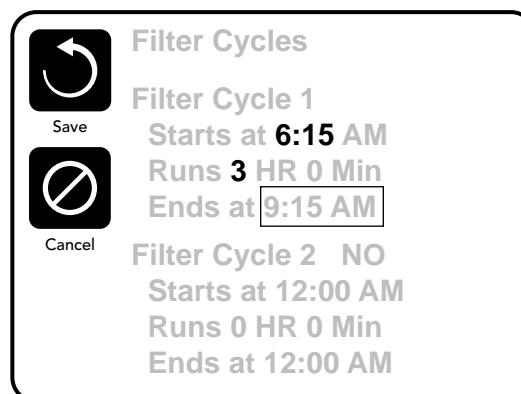 Filter Cycles
Save
Filter Cycle 1
Starts at 6:15 AM
Runs 3 HR 0 Min
Ends at 9:15 AM
Cancel
Filter Cycle 2 NO
Starts at 12:00 AM
Runs 0 HR 0 Min
Ends at 12:00 AM